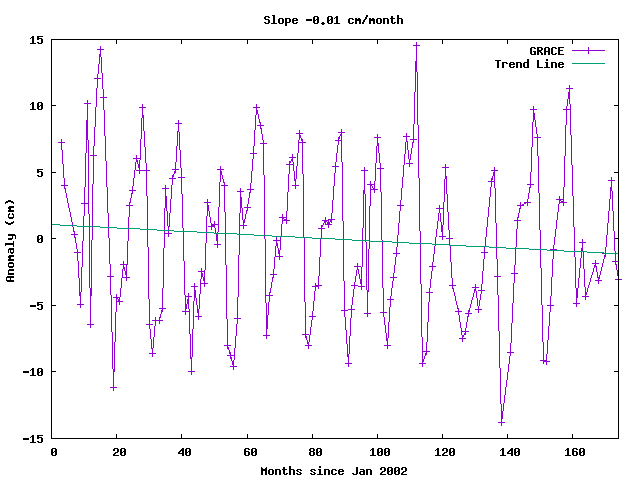 Slope -0.01 cm/month
GRACE
Trend Line
15
10
5
0
-5
-10
-15
Anomaly (cm)
0 20 40 60 80 100 120 140 160
Months since Jan 2002